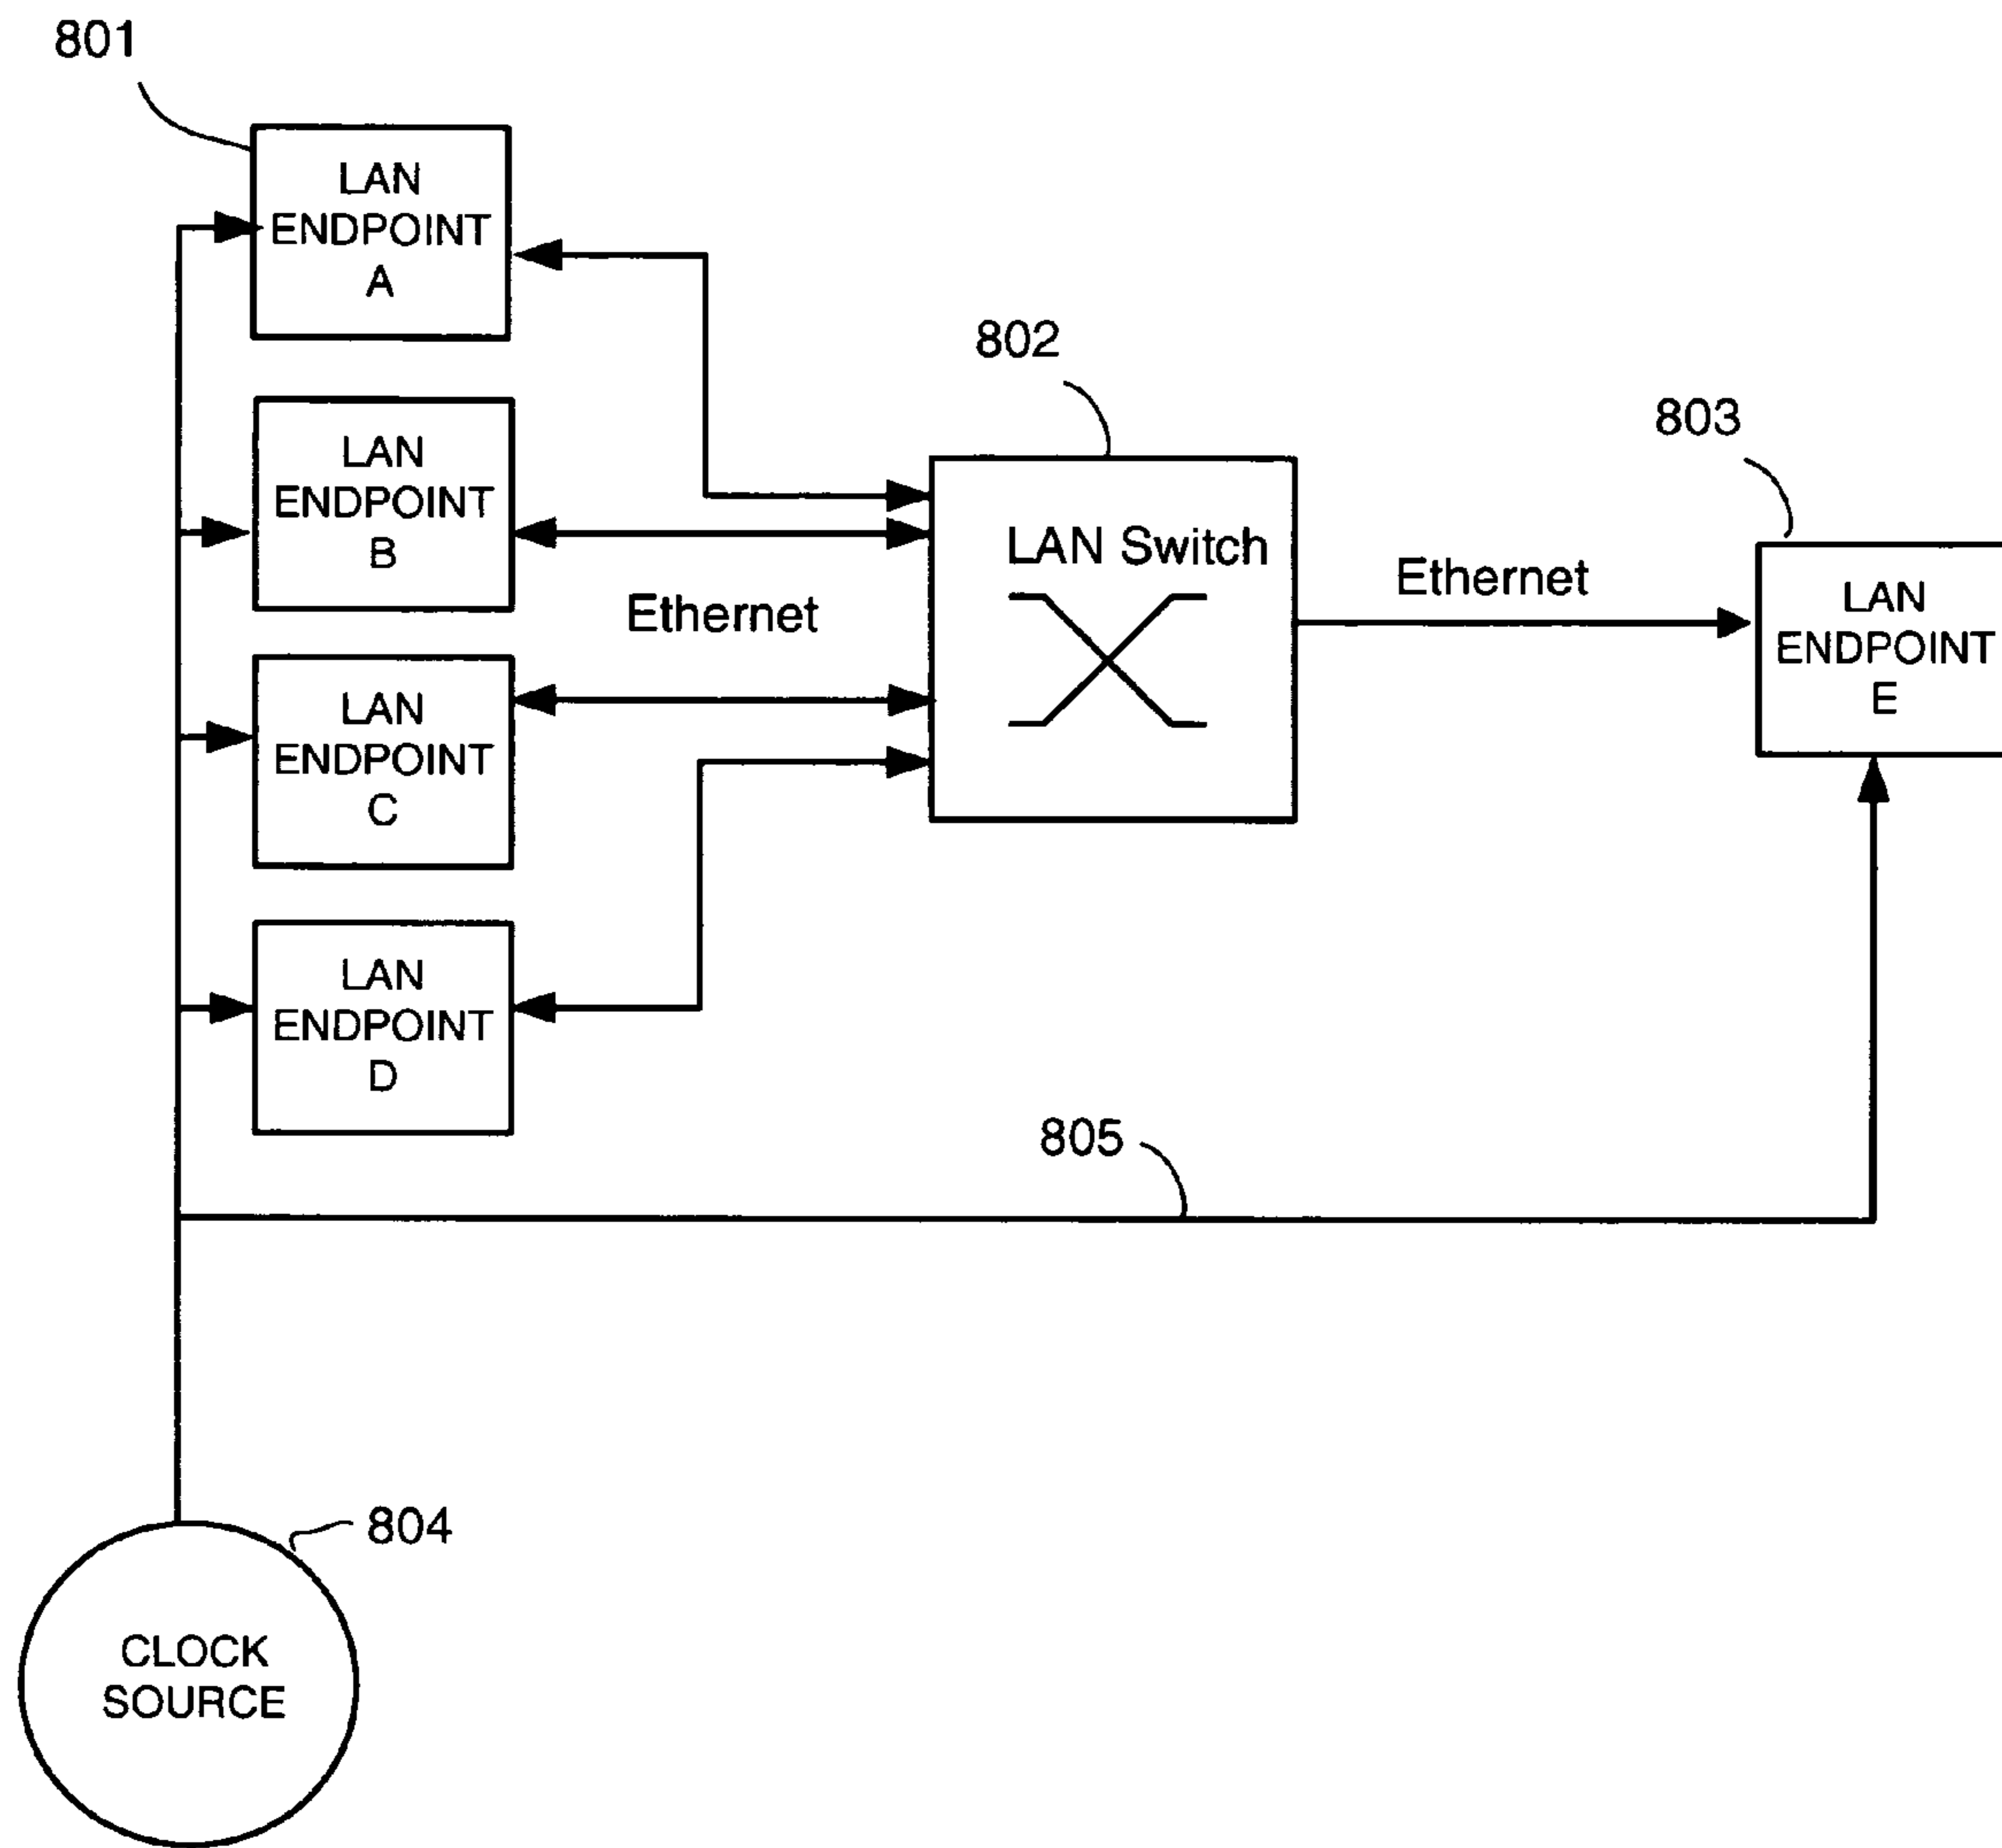 801
LAN
ENDPOINT
A
802
803
LAN
ENDPOINT
B
LAN Switch
Ethernet
Ethernet
LAN
ENDPOINT
E
LAN
ENDPOINT
C
LAN
ENDPOINT
D
805
804
CLOCK
SOURCE